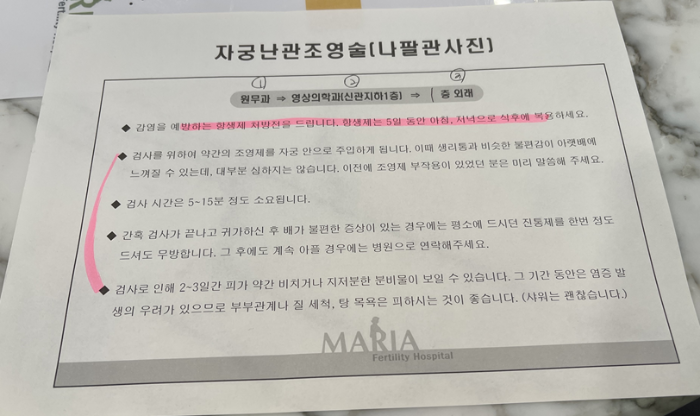 자궁난관조영술(나팔관사진)
① ② ③
원무과 ⇒ 영상의학과(신관지하1층) ⇒ ( 층 외래
◆ 감염을 예방하는 항생제 처방전을 드립니다. 항생제는 5일 동안 아침, 저녁으로 식후에 복용하세요.
◆ 검사를 위하여 약간의 조영제를 자궁 안으로 주입하게 됩니다. 이때 생리통과 비슷한 불편감이 아랫배에
느껴질 수 있는데, 대부분 심하지는 않습니다. 이전에 조영제 부작용이 있었던 분은 미리 말씀해 주세요.
◆ 검사 시간은 5~15분 정도 소요됩니다.
◆ 간혹 검사가 끝나고 귀가하신 후 배가 불편한 증상이 있는 경우에는 평소에 드시던 진통제를 한번 정도
드셔도 무방합니다. 그 후에도 계속 아플 경우에는 병원으로 연락해주세요.
◆ 검사로 인해 2~3일간 피가 약간 비치거나 지저분한 분비물이 보일 수 있습니다. 그 기간 동안은 염증 발
생의 우려가 있으므로 부부관계나 질 세척, 탕 목욕은 피하시는 것이 좋습니다. (샤워는 괜찮습니다.)
MARIA
Fertility Hospital